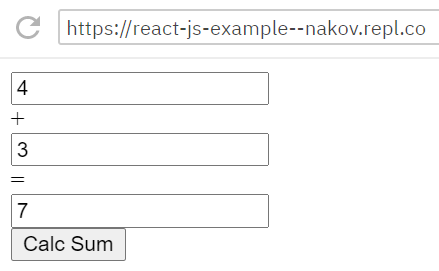 https://react-js-example--nakov.repl.co
4
+
3
=
7
Calc Sum